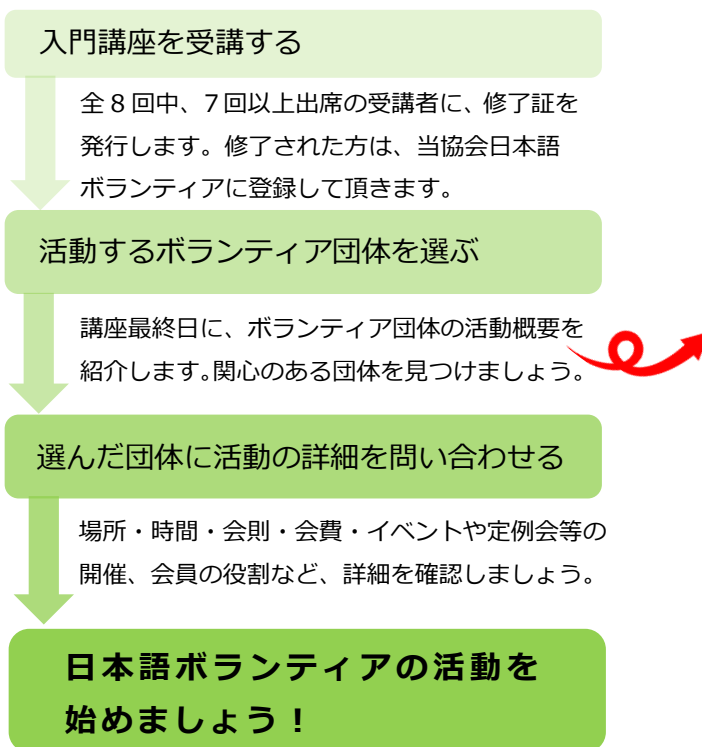 入門講座を受講する
全8回中、7回以上出席の受講者に、修了証を
発行します。修了された方は、当協会日本語
ボランティアに登録して頂きます。
活動するボランティア団体を選ぶ
講座最終日に、ボランティア団体の活動概要を
紹介します。関心のある団体を見つけましょう。
選んだ団体に活動の詳細を問い合わせる
場所・時間・会則・会費・イベントや定例会等の
開催、会員の役割など、詳細を確認しましょう。
日本語ボランティアの活動を
始めましょう！